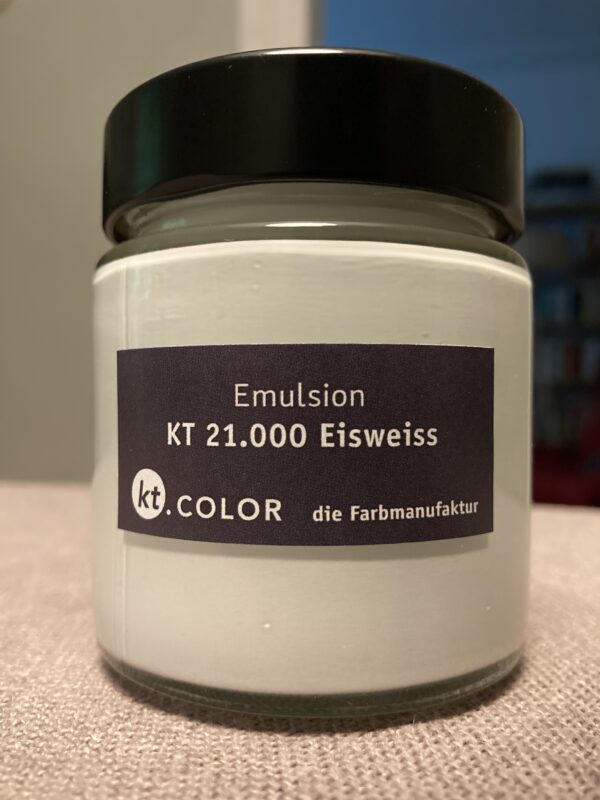 Emulsion
KT 21.000 Eisweiss
kt.COLOR die Farbmanufaktur